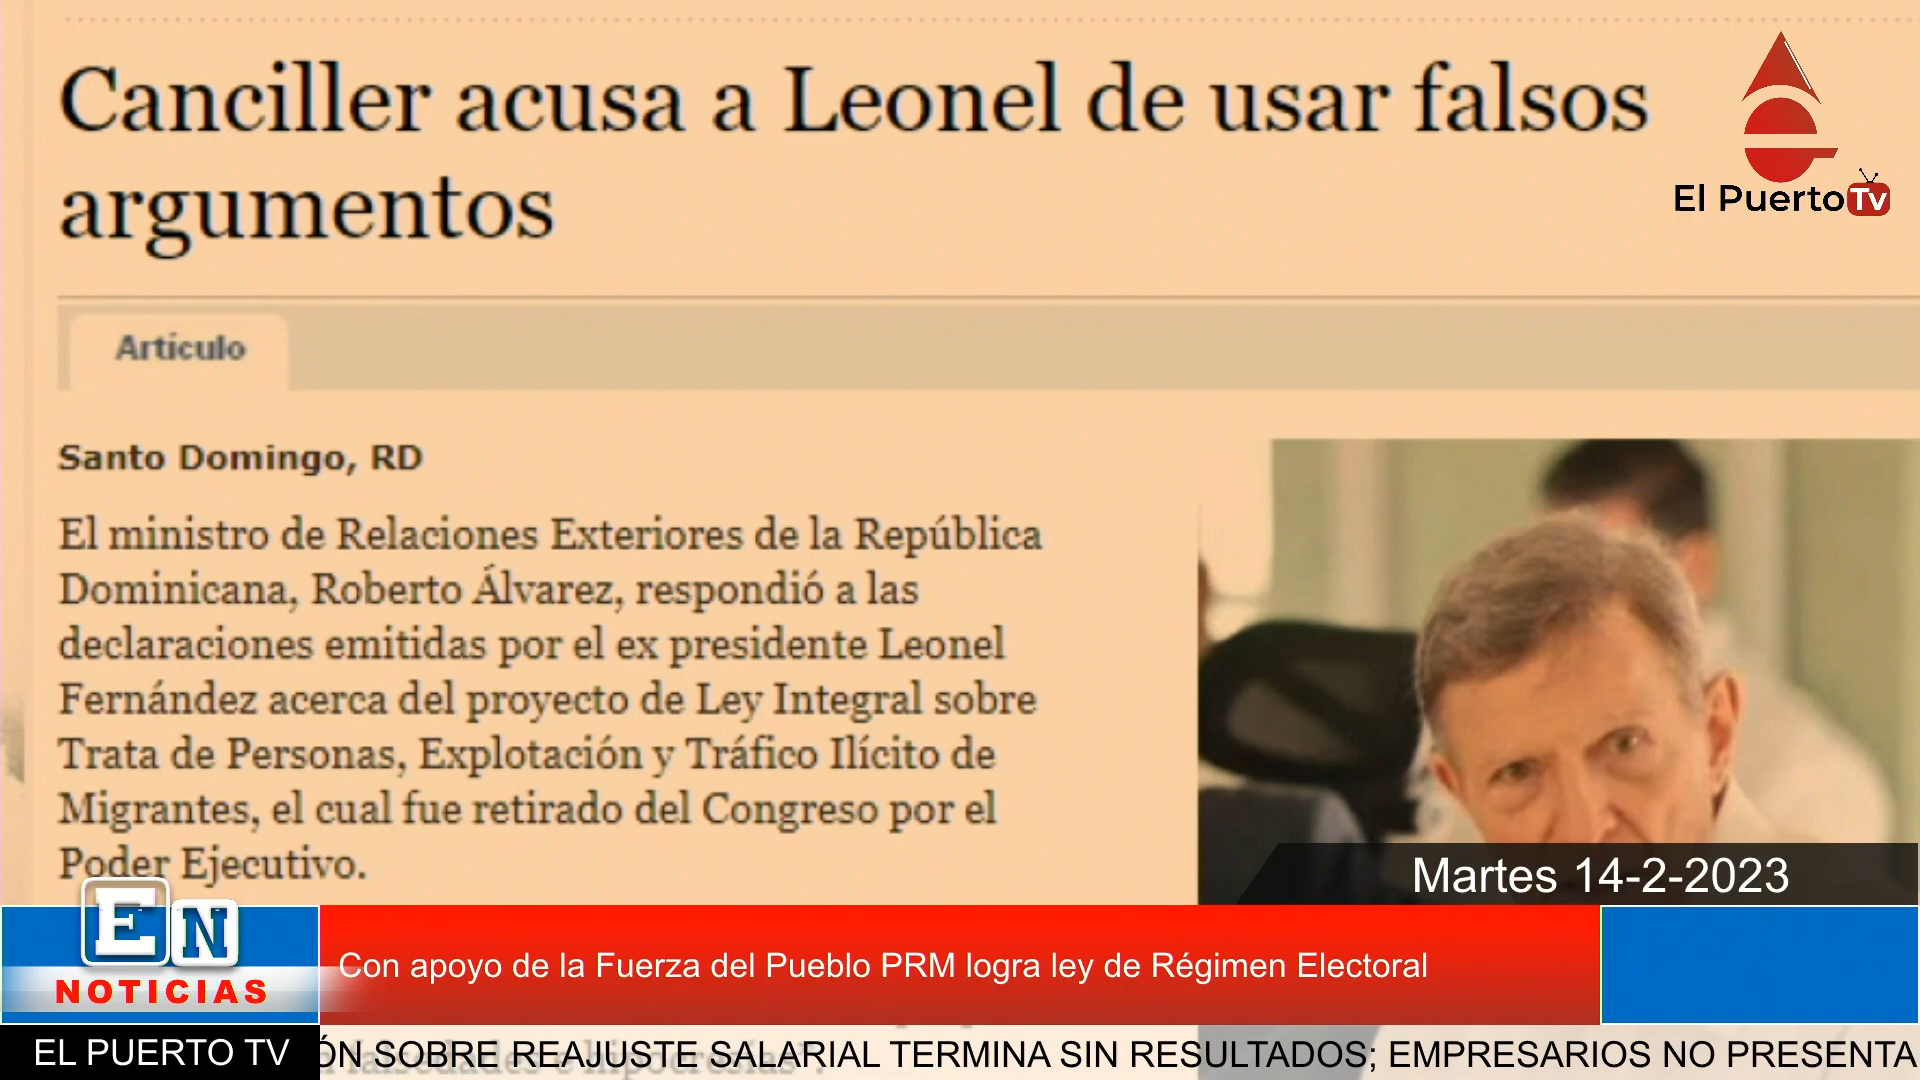 Canciller acusa a Leonel de usar falsos
argumentos
El PuertoTv
Artículo
Santo Domingo, RD
El ministro de Relaciones Exteriores de la República
Dominicana, Roberto Álvarez, respondió a las
declaraciones emitidas por el ex presidente Leonel
Fernández acerca del proyecto de Ley Integral sobre
Trata de Personas, Explotación y Tráfico Ilícito de
Migrantes, el cual fue retirado del Congreso por el
Poder Ejecutivo.
Martes 14-2-2023
EN
NOTICIAS
Con apoyo de la Fuerza del Pueblo PRM logra ley de Régimen Electoral
EL PUERTO TV
ÓN SOBRE REAJUSTE SALARIAL TERMINA SIN RESULTADOS; EMPRESARIOS NO PRESENTA